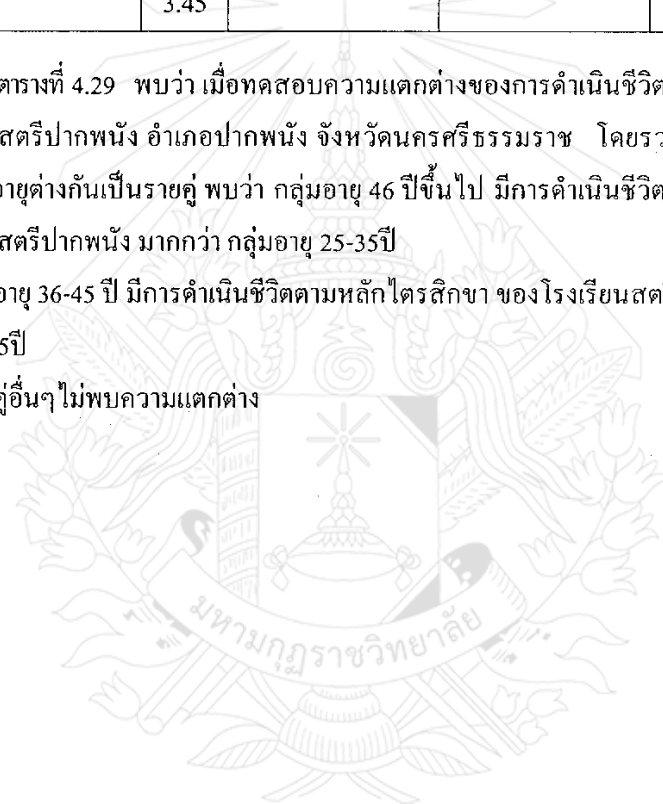 3.45
ตารางที่ 4.29 พบว่า เมื่อทดสอบความแตกต่างของการดำเนินชีวิต
สตรีปากพนัง อำเภอปากพนัง จังหวัดนครศรีธรรมราช โดยรว
อายุต่างกันเป็นรายคู่ พบว่า กลุ่มอายุ 46 ปีขึ้นไป มีการดำเนินชีวิต
สตรีปากพนัง มากกว่า กลุ่มอายุ 25-35ปี
อายุ 36-45 ปี มีการดำเนินชีวิตตามหลักไตรสิกขา ของโรงเรียนสต
5ปี
คู่อื่นๆ ไม่พบความแตกต่าง
มหามกุฏราชวิทยาลัย